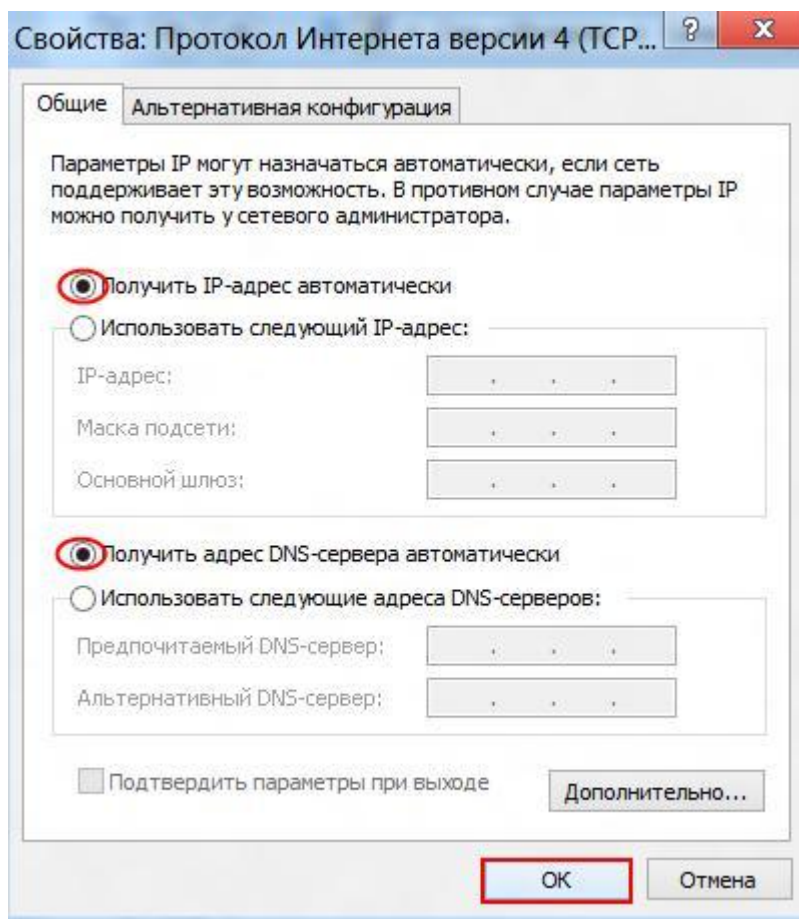 Свойства: Протокол Интернета версии 4 (TCP...
Общие
Альтернативная конфигурация
Параметры IP могут назначаться автоматически, если сеть
поддерживает эту возможность. В противном случае параметры IP
можно получить у сетевого администратора.
Получить IP-адрес автоматически
Использовать следующий IP-адрес:
IP-адрес:
Маска подсети:
Основной шлюз:
Получить адрес DNS-сервера автоматически
Использовать следующие адреса DNS-серверов:
Предпочитаемый DNS-сервер:
Альтернативный DNS-сервер:
Подтвердить параметры при выходе
Дополнительно...
ОК
Отмена